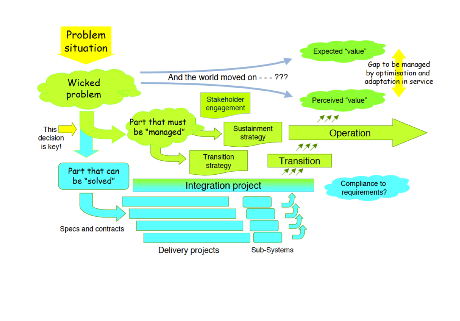 Problem
situation
Expected "value"
Wicked
problem
And the world moved on - - - ???
Gap to be managed
by optimisation and
adaptation in service
Stakeholder
engagement
Perceived "value"
This
decision
is key!
Part that must
be "managed"
Sustainment
strategy
Operation
Transition
strategy
Transition
Part that can
be "solved"
Integration project
Compliance to
requirements?
Specs and contracts
Delivery projects
Sub-Systems